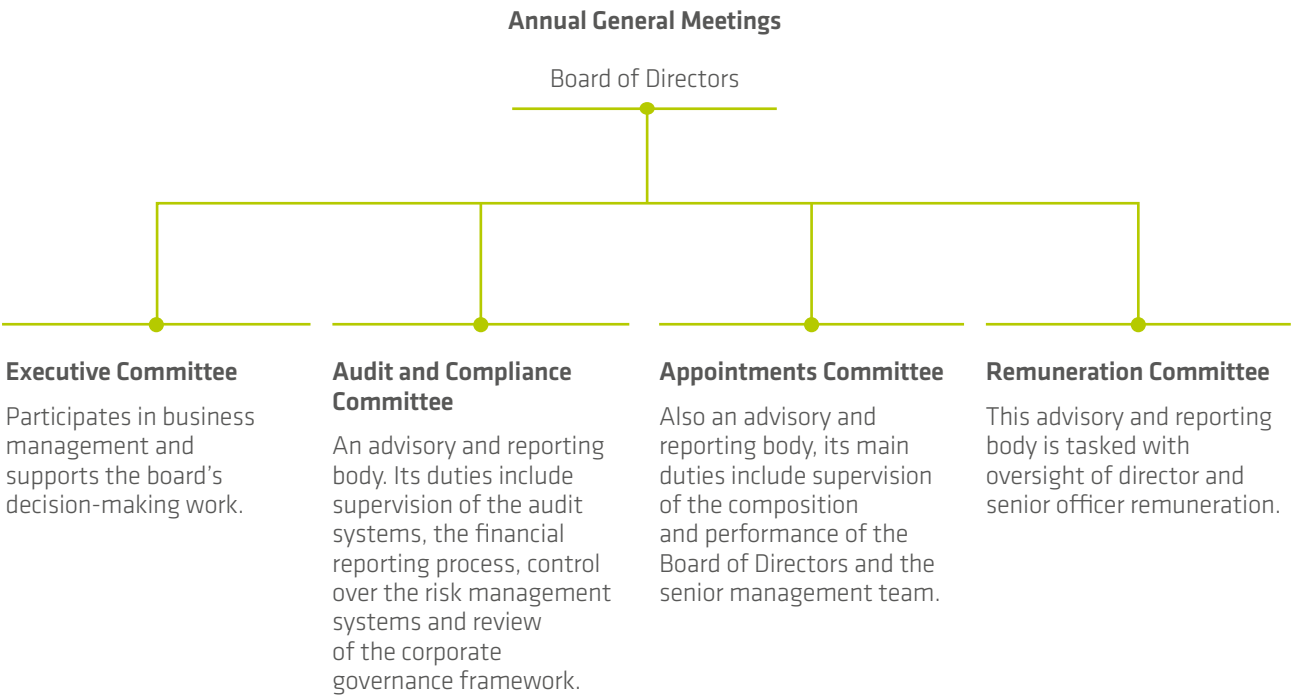 Annual General Meetings
Board of Directors
Executive Committee
Participates in business
management and
supports the board’s
decision-making work.
Audit and Compliance
Committee
An advisory and reporting
body. Its duties include
supervision of the audit
systems, the financial
reporting process, control
over the risk management
systems and review
of the corporate
governance framework.
Appointments Committee
Also an advisory and
reporting body, its main
duties include supervision
of the composition
and performance of the
Board of Directors and the
senior management team.
Remuneration Committee
This advisory and reporting
body is tasked with
oversight of director and
senior officer remuneration.